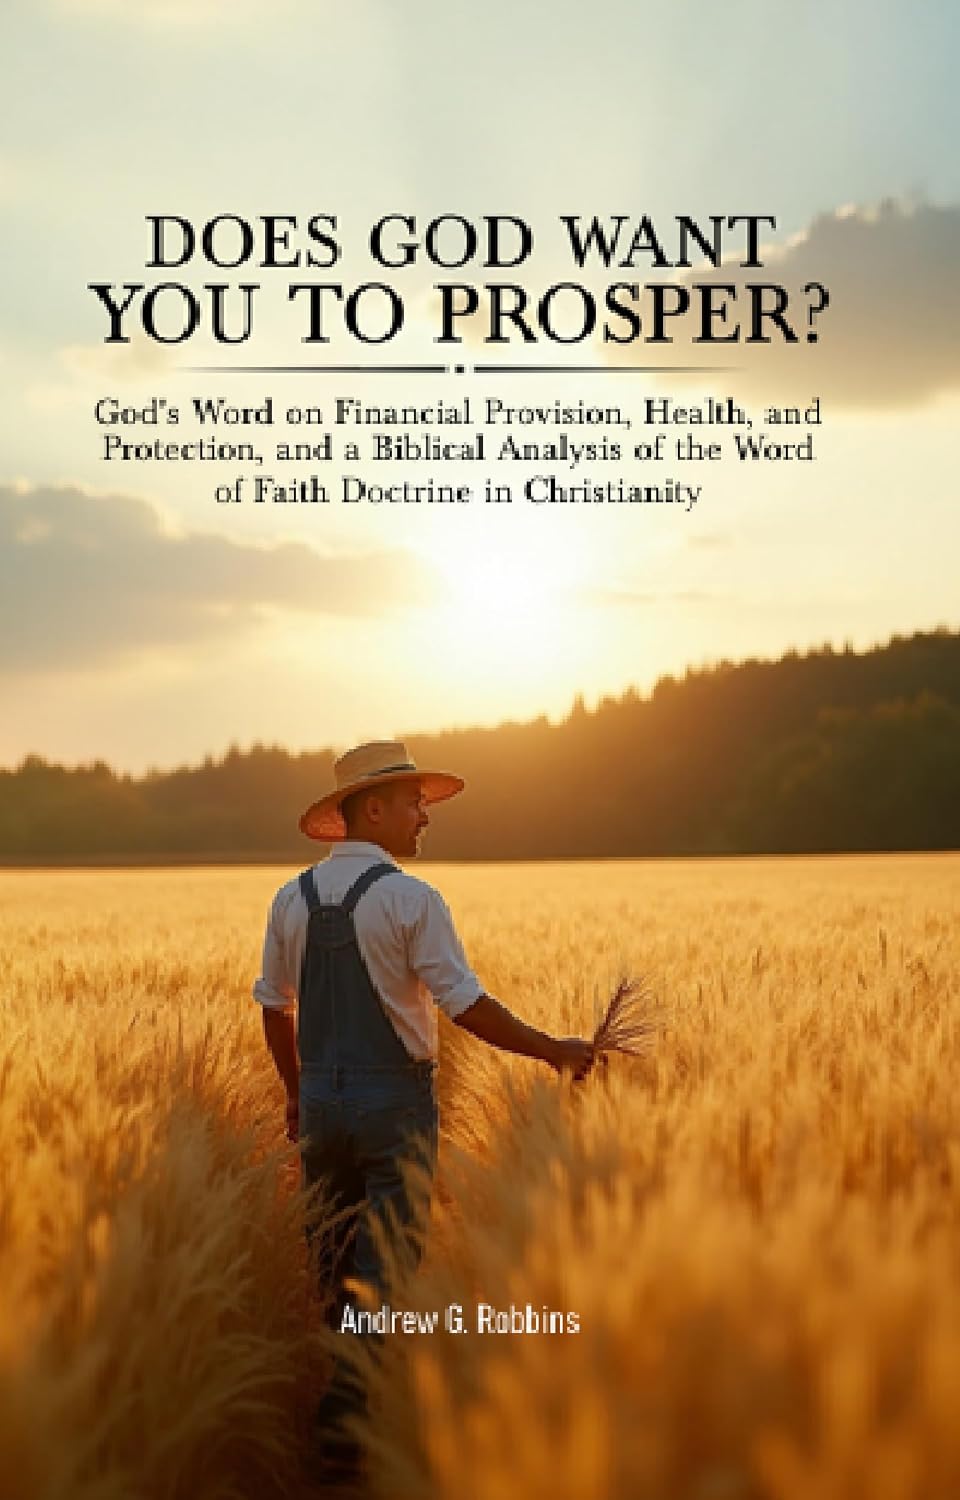 DOES GOD WANT
YOU TO PROSPER?
God's Word on Financial Provision, Health, and
Protection, and a Biblical Analysis of the Word
of Faith Doctrine in Christianity
Andrew G. Robbins